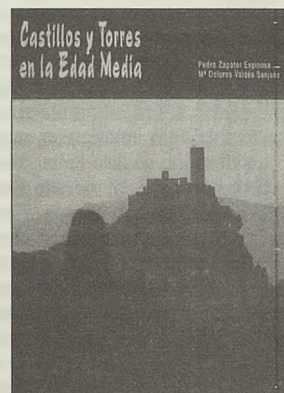 Castillos y Torres
en la Edad Media
Pedro Zapater Espinosa
Mª Dolores Valdés Sanjuán